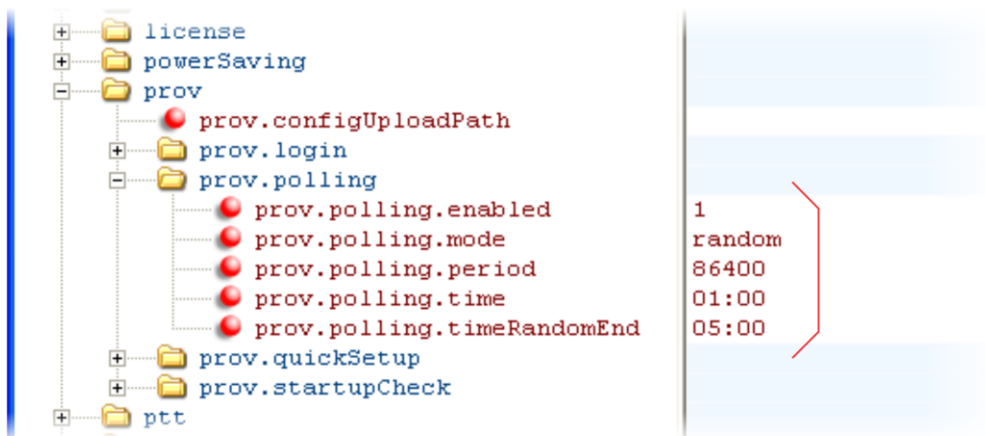 license
powerSaving
prov
prov.configUploadPath
prov.login
prov.polling
prov.polling.enabled 1
prov.polling.mode random
prov.polling.period 86400
prov.polling.time 01:00
prov.polling.timeRandomEnd 05:00
prov.quickSetup
prov.startupCheck
ptt